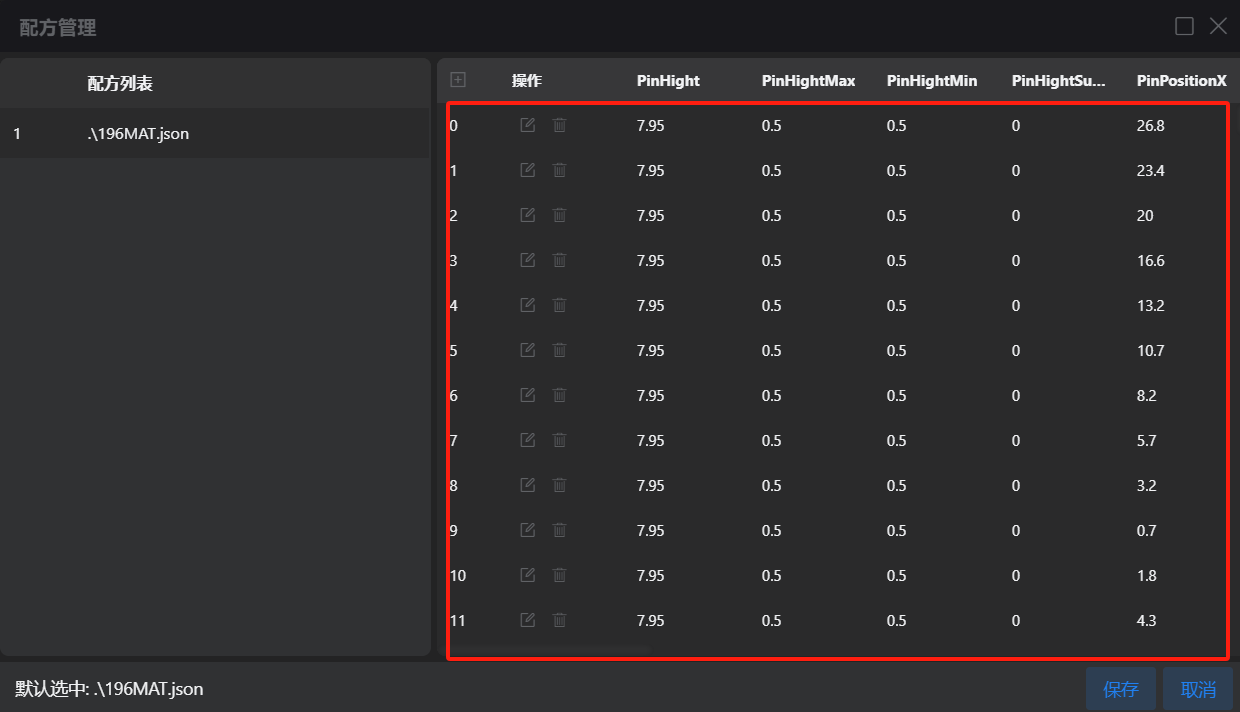 配方管理
配方列表
1 .\196MAT.json
操作 PinHight PinHightMax PinHightMin PinHightSu... PinPositionX
0 7.95 0.5 0.5 0 26.8
1 7.95 0.5 0.5 0 23.4
2 7.95 0.5 0.5 0 20
3 7.95 0.5 0.5 0 16.6
4 7.95 0.5 0.5 0 13.2
5 7.95 0.5 0.5 0 10.7
6 7.95 0.5 0.5 0 8.2
7 7.95 0.5 0.5 0 5.7
8 7.95 0.5 0.5 0 3.2
9 7.95 0.5 0.5 0 0.7
10 7.95 0.5 0.5 0 1.8
11 7.95 0.5 0.5 0 4.3
默认选中: .\196MAT.json
保存 取消